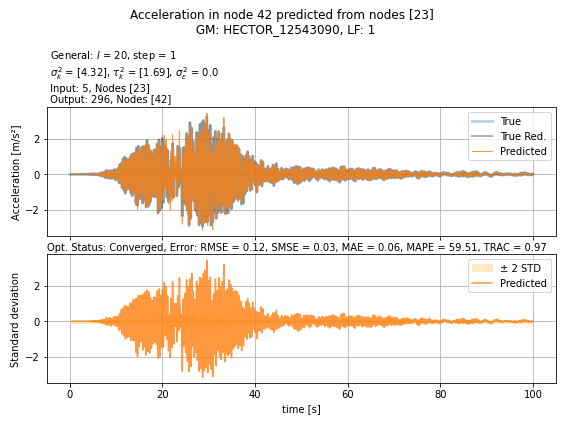 Acceleration in node 42 predicted from nodes [23]
GM: HECTOR_12543090, LF: 1
General: l = 20, step = 1
σ²ₖ = [4.32], τ²ₖ = [1.69], σ²ε = 0.0
Input: 5, Nodes [23]
Output: 296, Nodes [42]
Acceleration [m/s²]
2
0
−2
True
True Red.
Predicted
Opt. Status: Converged, Error: RMSE = 0.12, SMSE = 0.03, MAE = 0.06, MAPE = 59.51, TRAC = 0.97
Standard deviation
2
0
−2
± 2 STD
Predicted
0 20 40 60 80 100
time [s]